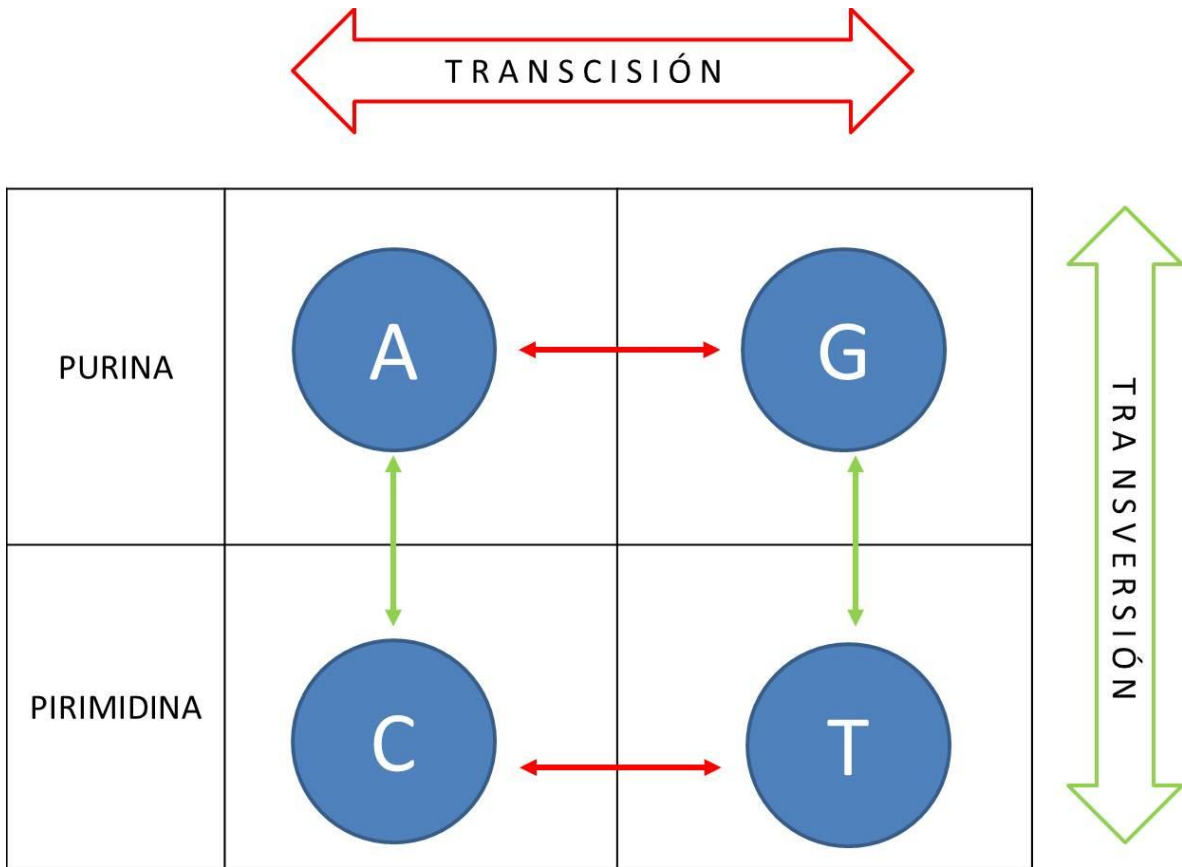 TRANSCISIÓN
PURINA
A
G
TRANSVERSIÓN
PIRIMIDINA
C
T